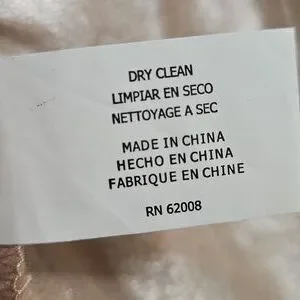 DRY CLEAN
LIMPIAR EN SECO
NETTOYAGE A SEC
MADE IN CHINA
HECHO EN CHINA
FABRIQUE EN CHINE
RN 62008